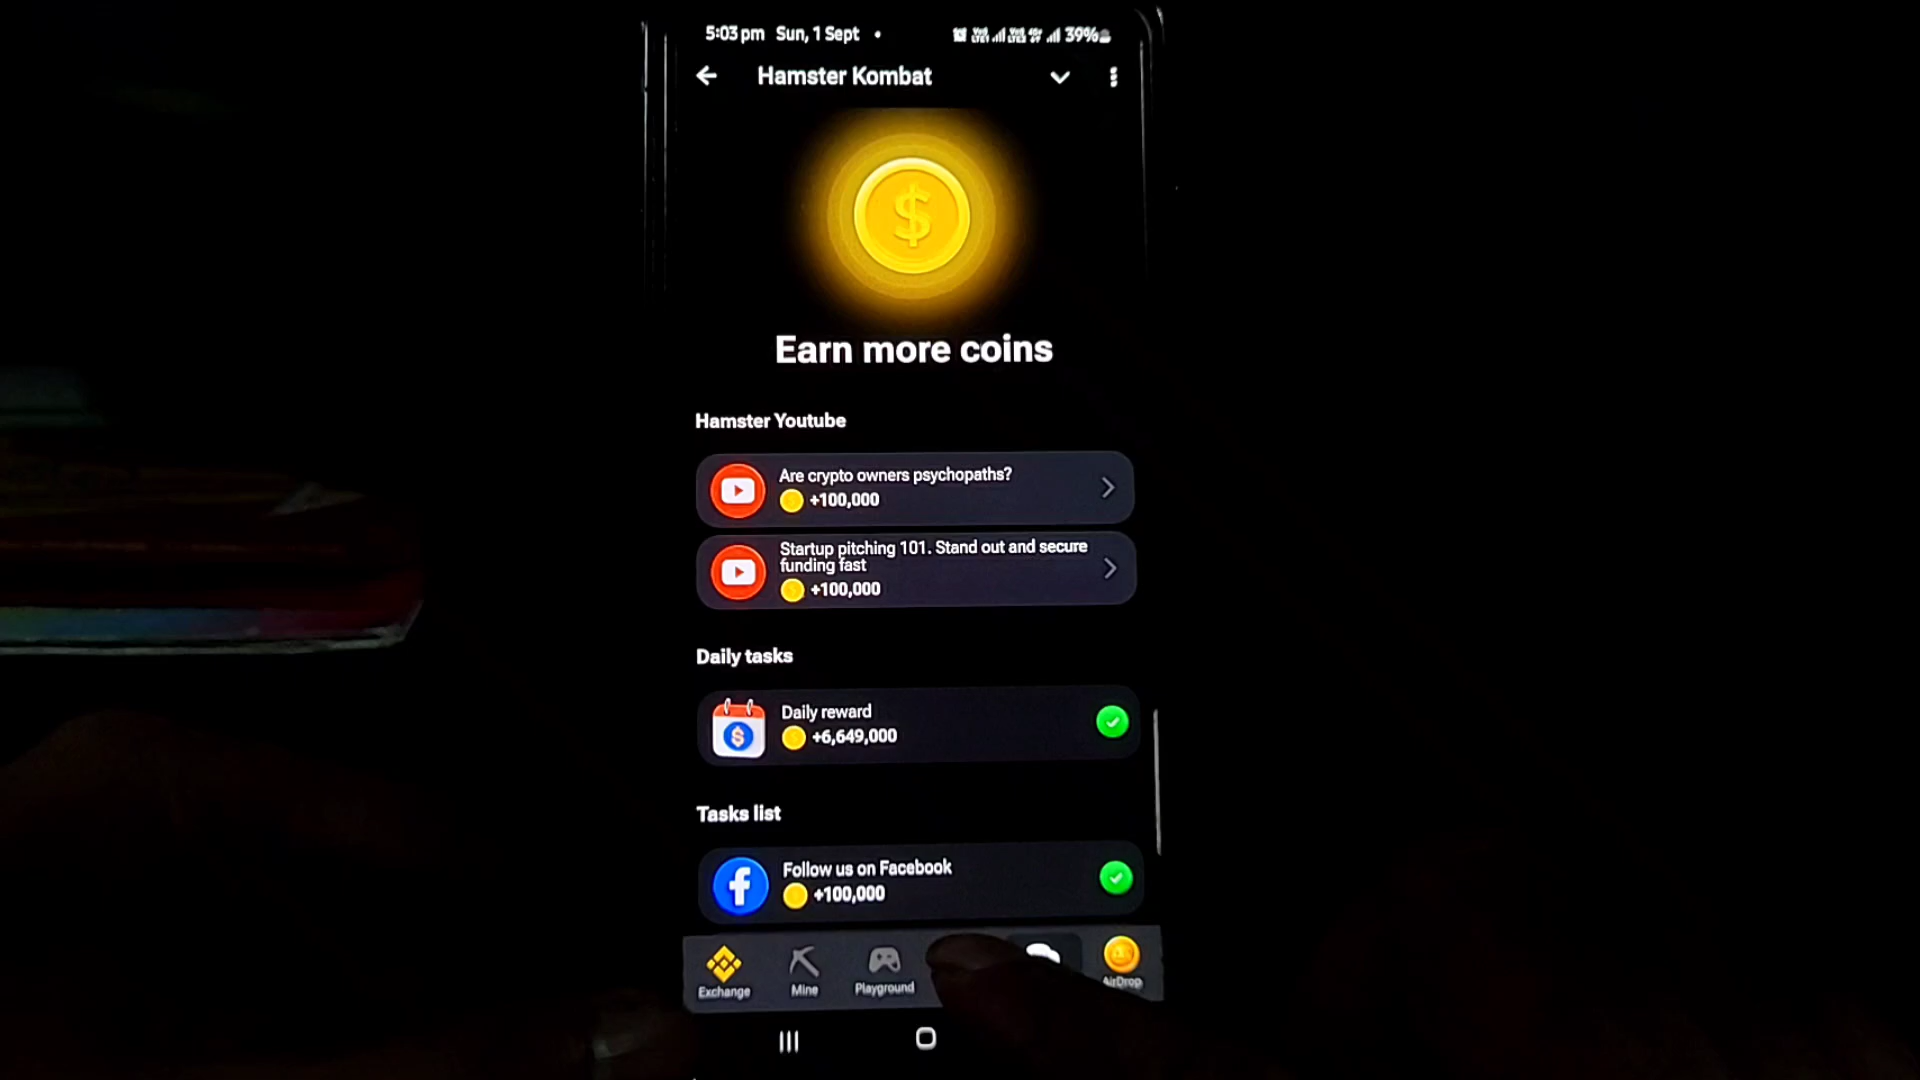 5:03 pm Sun, 1 Sept • 39%
Hamster Kombat
$
Earn more coins
Hamster Youtube
Are crypto owners psychopaths?
+100,000
Startup pitching 101. Stand out and secure
funding fast
+100,000
Daily tasks
$
Daily reward
+6,649,000
Tasks list
Follow us on Facebook
+100,000
Exchange Mine Playground AirDrop